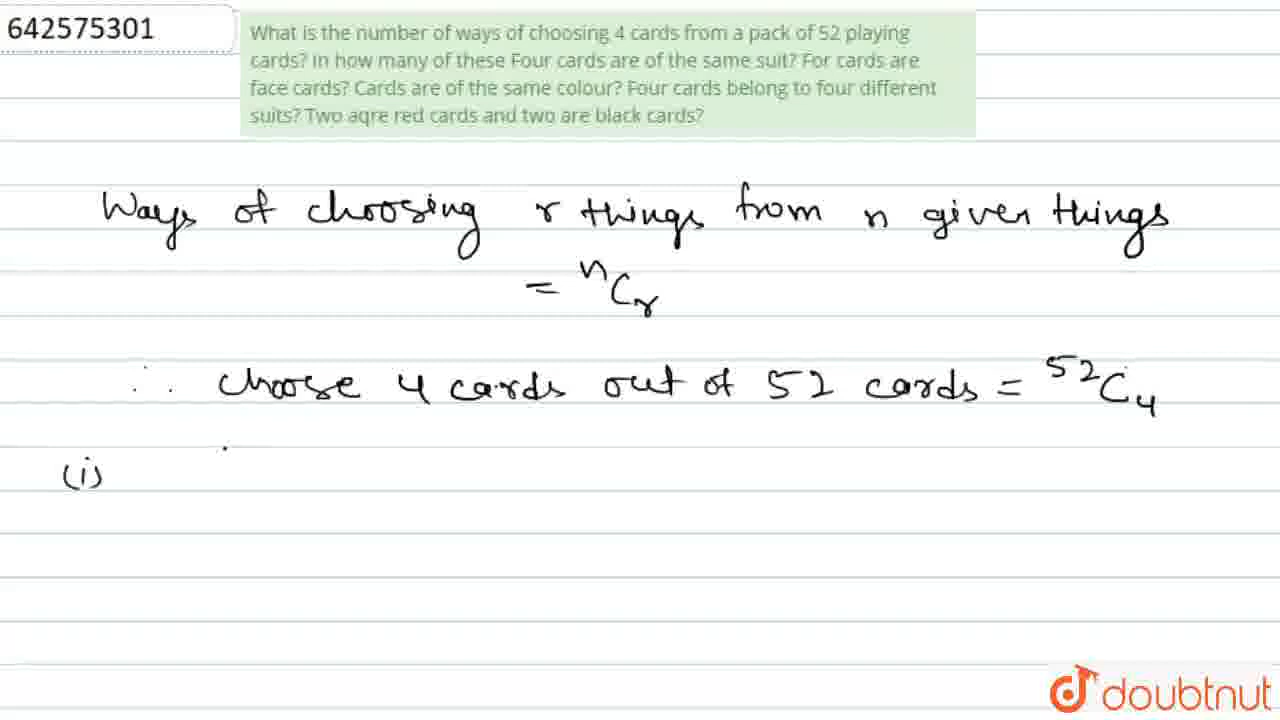 642575301
What is the number of ways of choosing 4 cards from a pack of 52 playing
cards? In how many of these Four cards are of the same suit? For cards are
face cards? Cards are of the same colour? Four cards belong to four different
suits? Two aqre red cards and two are black cards?
Ways of choosing r things from n given things
= ⁿCᵣ
∴ choose 4 cards out of 52 cards = ⁵²C₄
(i)
doubtnut